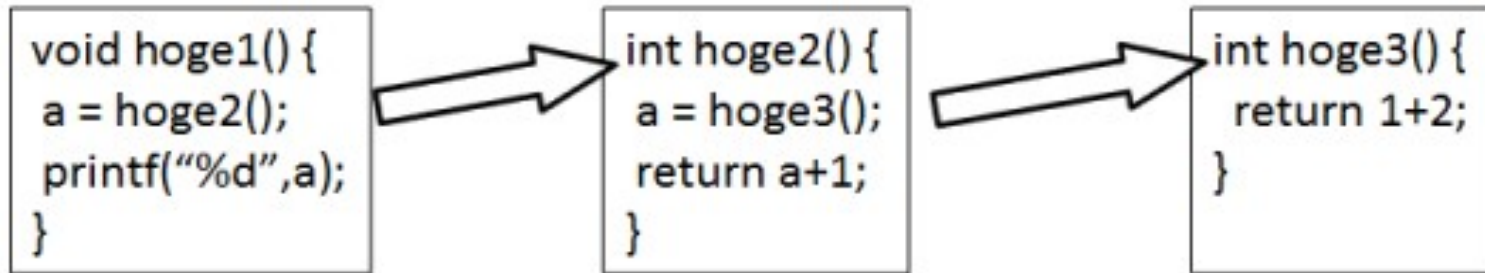 void hoge1() {
a = hoge2();
printf(“%d”,a);
}
int hoge2() {
a = hoge3();
return a+1;
}
int hoge3() {
return 1+2;
}